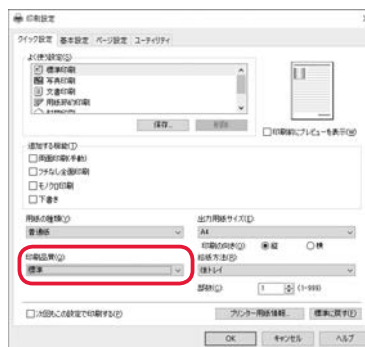 印刷設定
クイック設定 基本設定 ページ設定 ユーティリティ
よく使う設定(S)
標準印刷
写真印刷
文書印刷
用紙節約印刷
封筒印刷
保存... 削除...
印刷前にプレビューを表示(W)
追加する機能(T)
両面印刷(手動)
フチなし全面印刷
モノクロ印刷
下書き
用紙の種類(Y) 出力用紙サイズ(E)
普通紙 A4
印刷の向き(O) 縦 横
印刷品質(Q) 給紙方法(P)
標準 後トレイ
部数(C) 1 (1-999)
次回もこの設定で印刷する(R) プリンター用紙情報... 標準に戻す(F)
OK キャンセル ヘルプ